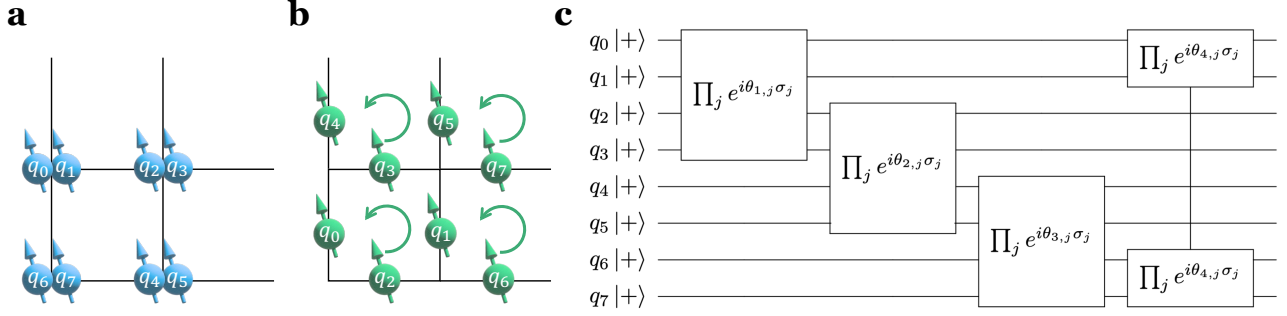 a
b
c
q₀ q₁ q₂ q₃
q₆ q₇ q₄ q₅
q₄ q₅
q₃ q₇
q₀ q₁
q₂ q₆
q₀ |+⟩
q₁ |+⟩
q₂ |+⟩
q₃ |+⟩
q₄ |+⟩
q₅ |+⟩
q₆ |+⟩
q₇ |+⟩
∏ⱼ e^{iθ₁,ⱼσⱼ}
∏ⱼ e^{iθ₂,ⱼσⱼ}
∏ⱼ e^{iθ₃,ⱼσⱼ}
∏ⱼ e^{iθ₄,ⱼσⱼ}
∏ⱼ e^{iθ₄,ⱼσⱼ}